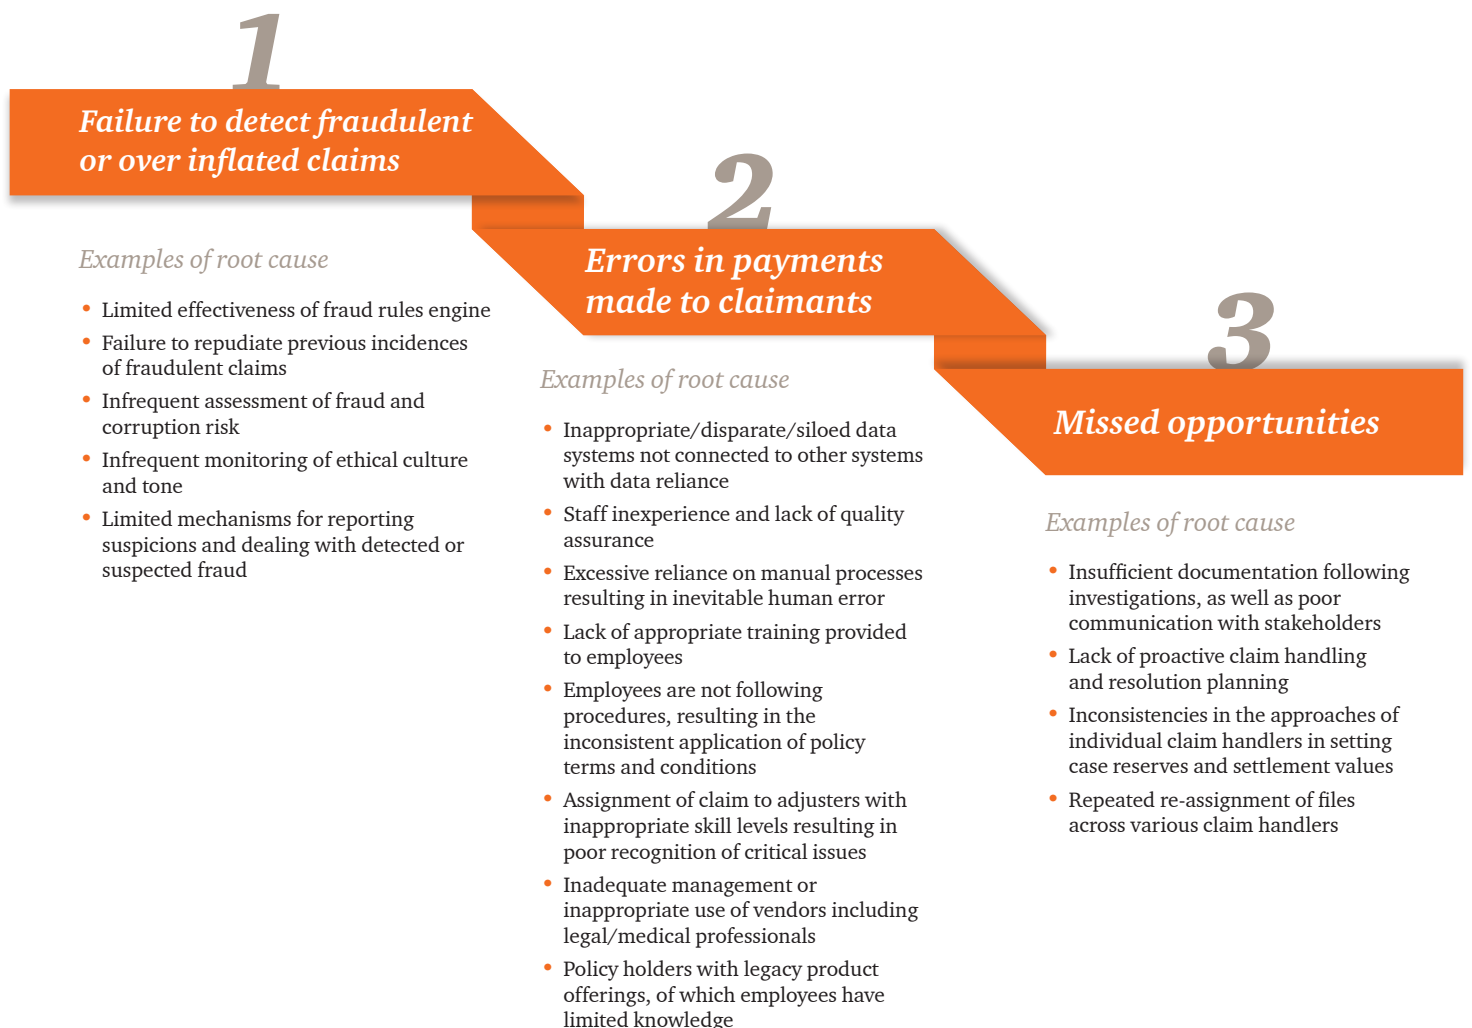 1
Failure to detect fraudulent
or over inflated claims
Examples of root cause
• Limited effectiveness of fraud rules engine
• Failure to repudiate previous incidences
of fraudulent claims
• Infrequent assessment of fraud and
corruption risk
• Infrequent monitoring of ethical culture
and tone
• Limited mechanisms for reporting
suspicions and dealing with detected or
suspected fraud
2
Errors in payments
made to claimants
Examples of root cause
• Inappropriate/disparate/siloed data
systems not connected to other systems
with data reliance
• Staff inexperience and lack of quality
assurance
• Excessive reliance on manual processes
resulting in inevitable human error
• Lack of appropriate training provided
to employees
• Employees are not following
procedures, resulting in the
inconsistent application of policy
terms and conditions
• Assignment of claim to adjusters with
inappropriate skill levels resulting in
poor recognition of critical issues
• Inadequate management or
inappropriate use of vendors including
legal/medical professionals
• Policy holders with legacy product
offerings, of which employees have
limited knowledge
3
Missed opportunities
Examples of root cause
• Insufficient documentation following
investigations, as well as poor
communication with stakeholders
• Lack of proactive claim handling
and resolution planning
• Inconsistencies in the approaches of
individual claim handlers in setting
case reserves and settlement values
• Repeated re-assignment of files
across various claim handlers